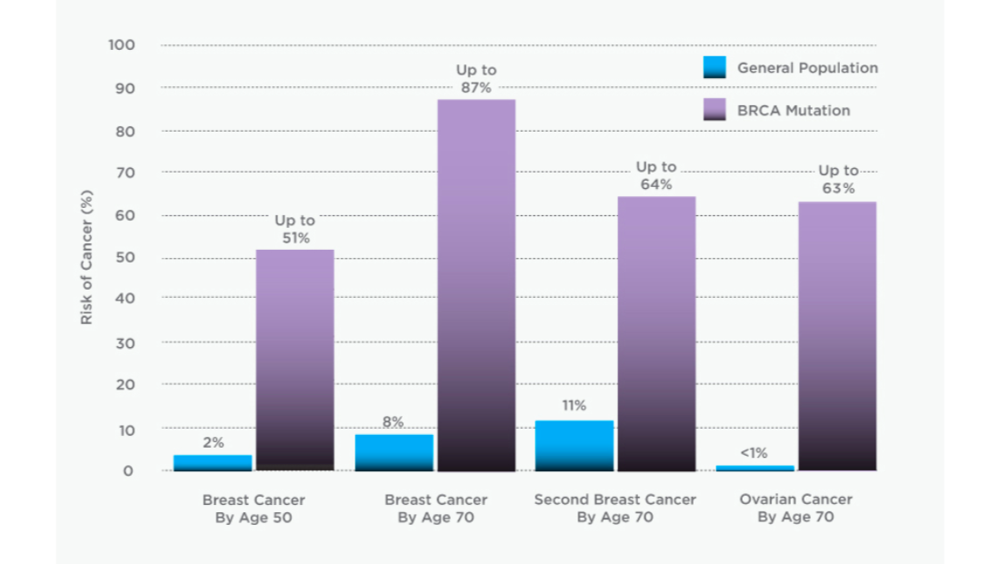 100
90
80
70
60
50
40
30
20
10
0
Risk of Cancer (%)
General Population
BRCA Mutation
2%
Up to
51%
8%
Up to
87%
11%
Up to
64%
<1%
Up to
63%
Breast Cancer
By Age 50
Breast Cancer
By Age 70
Second Breast Cancer
By Age 70
Ovarian Cancer
By Age 70